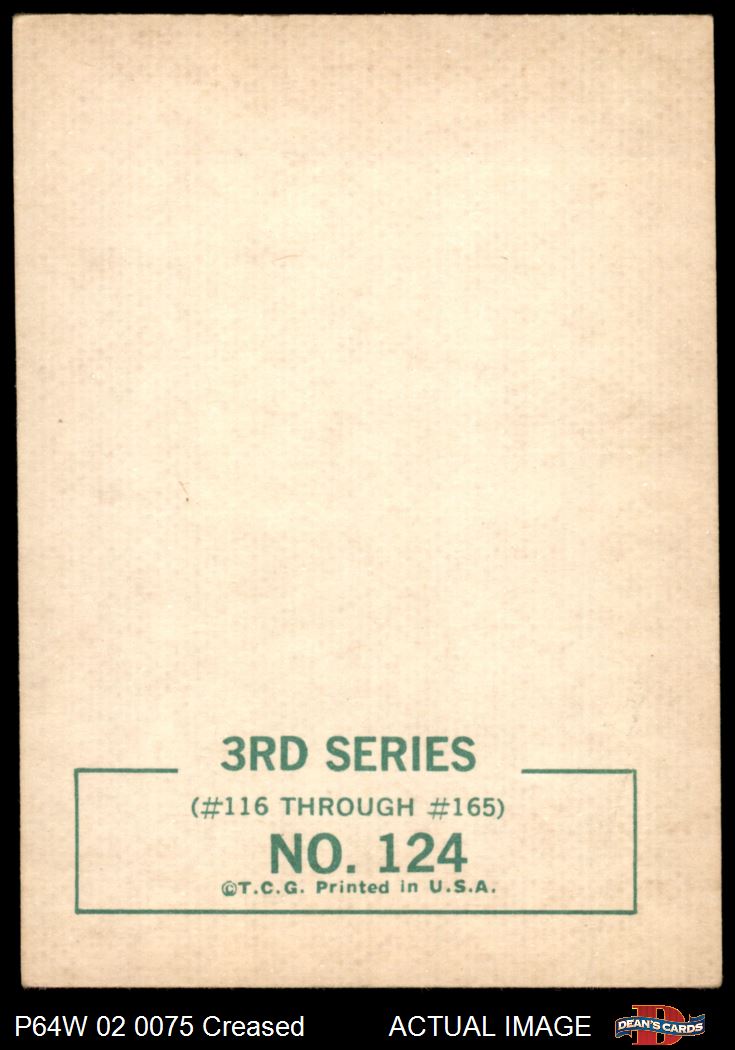 3RD SERIES
(#116 THROUGH #165)
NO. 124
©T.C.G. Printed in U.S.A.
P64W 02 0075 Creased ACTUAL IMAGE
D
DEAN'S CARDS